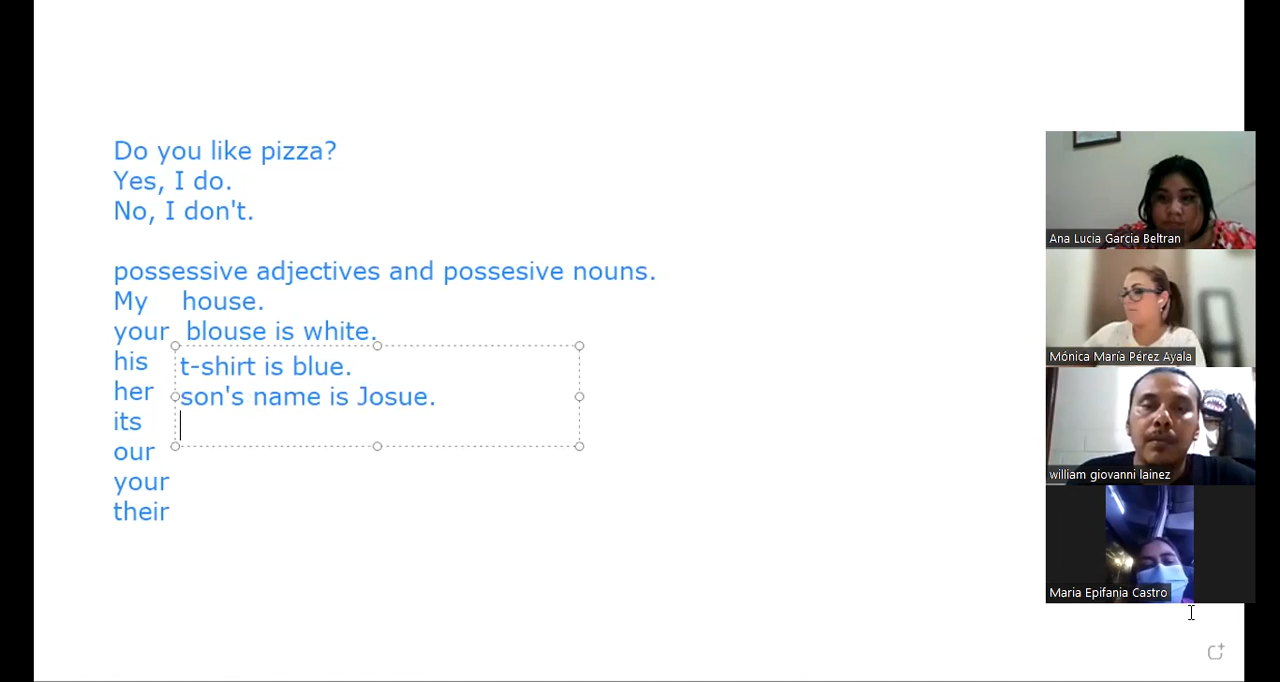 Do you like pizza?
Yes, I do.
No, I don't.
possessive adjectives and possesive nouns.
My house.
your blouse is white.
his t-shirt is blue.
her son's name is Josue.
its
our
your
their
Ana Lucia Garcia Beltran
Mónica María Pérez Ayala
william giovanni lainez
Maria Epifania Castro